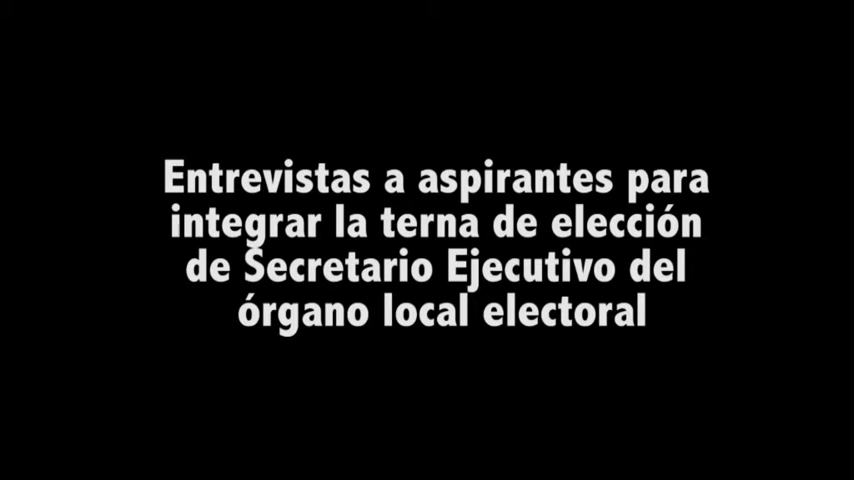 Entrevistas a aspirantes para
integrar la terna de elección
de Secretario Ejecutivo del
órgano local electoral